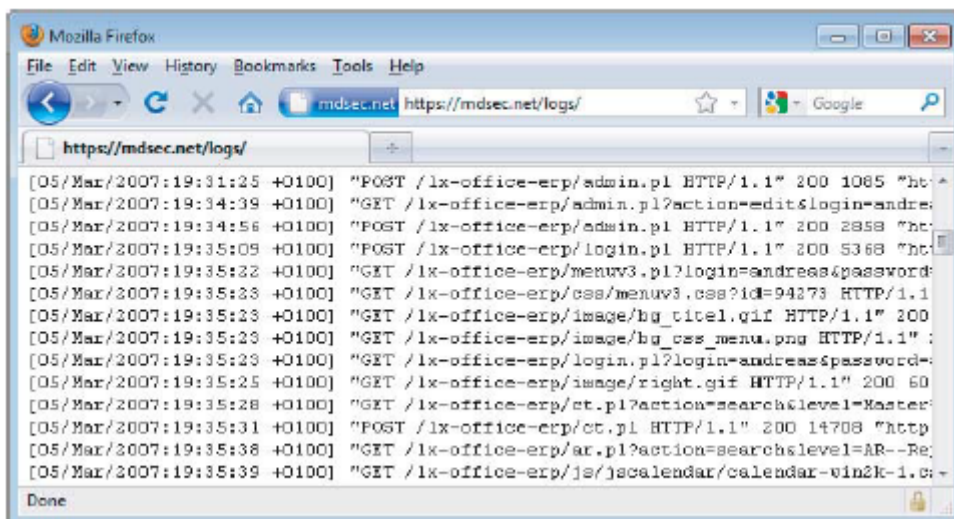 Mozilla Firefox
File Edit View History Bookmarks Tools Help
mdsec.net https://mdsec.net/logs/ Google
https://mdsec.net/logs/
[05/Mar/2007:19:31:25 +0100] "POST /lx-office-erp/admin.pl HTTP/1.1" 200 1085 "ht
[05/Mar/2007:19:34:39 +0100] "GET /lx-office-erp/admin.pl?action=edit&login=andrea
[05/Mar/2007:19:34:56 +0100] "POST /lx-office-erp/admin.pl HTTP/1.1" 200 2858 "ht
[05/Mar/2007:19:35:09 +0100] "POST /lx-office-erp/login.pl HTTP/1.1" 200 5368 "ht
[05/Mar/2007:19:35:22 +0100] "GET /lx-office-erp/menuv3.pl?login=andreas&password
[05/Mar/2007:19:35:23 +0100] "GET /lx-office-erp/css/menuv3.css?id=94273 HTTP/1.1
[05/Mar/2007:19:35:23 +0100] "GET /lx-office-erp/image/bg_titel.gif HTTP/1.1" 200
[05/Mar/2007:19:35:23 +0100] "GET /lx-office-erp/image/bg_css_menu.png HTTP/1.1"
[05/Mar/2007:19:35:23 +0100] "GET /lx-office-erp/login.pl?login=andreas&password=
[05/Mar/2007:19:35:25 +0100] "GET /lx-office-erp/image/right.gif HTTP/1.1" 200 60
[05/Mar/2007:19:35:28 +0100] "GET /lx-office-erp/ct.pl?action=search&level=Master
[05/Mar/2007:19:35:31 +0100] "POST /lx-office-erp/ct.pl HTTP/1.1" 200 14708 "http
[05/Mar/2007:19:35:38 +0100] "GET /lx-office-erp/ar.pl?action=search&level=AR--Re
[05/Mar/2007:19:35:39 +0100] "GET /lx-office-erp/js/jscalendar/calendar-win2k-1.c
Done